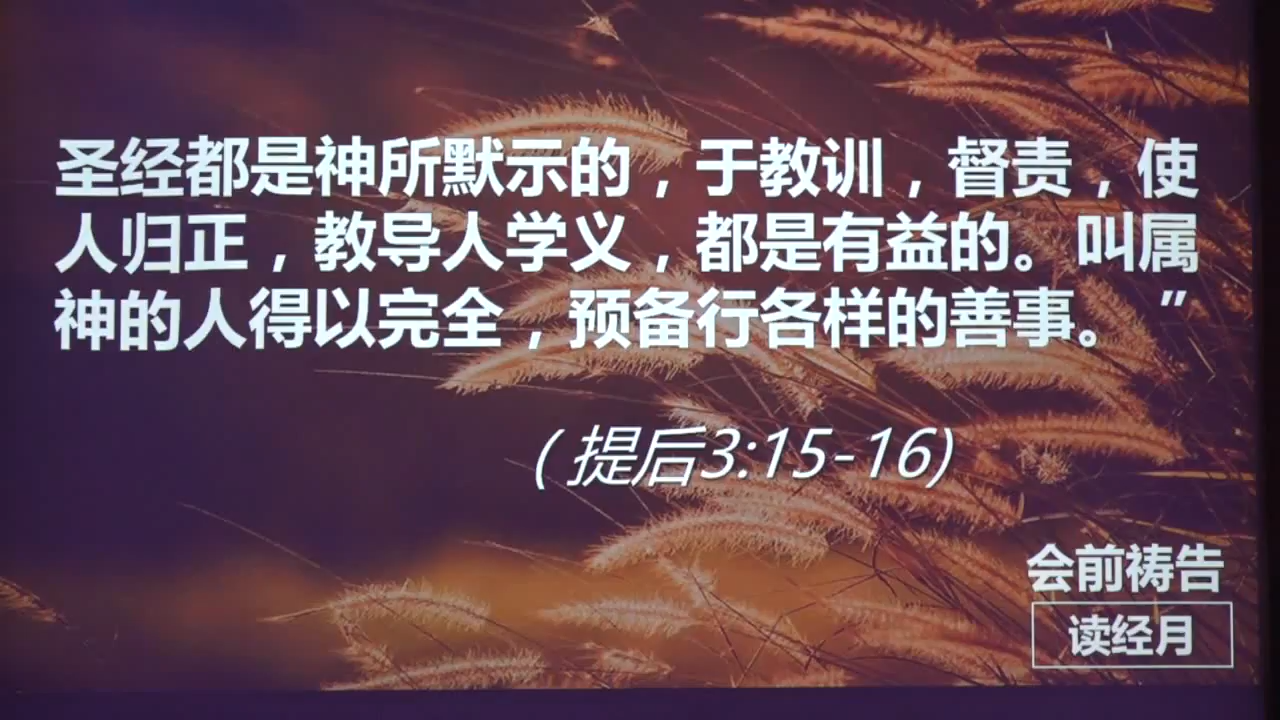 圣经都是神所默示的，于教训，督责，使
人归正，教导人学义，都是有益的。叫属
神的人得以完全，预备行各样的善事。”
（提后3:15-16)
会前祷告
读经月